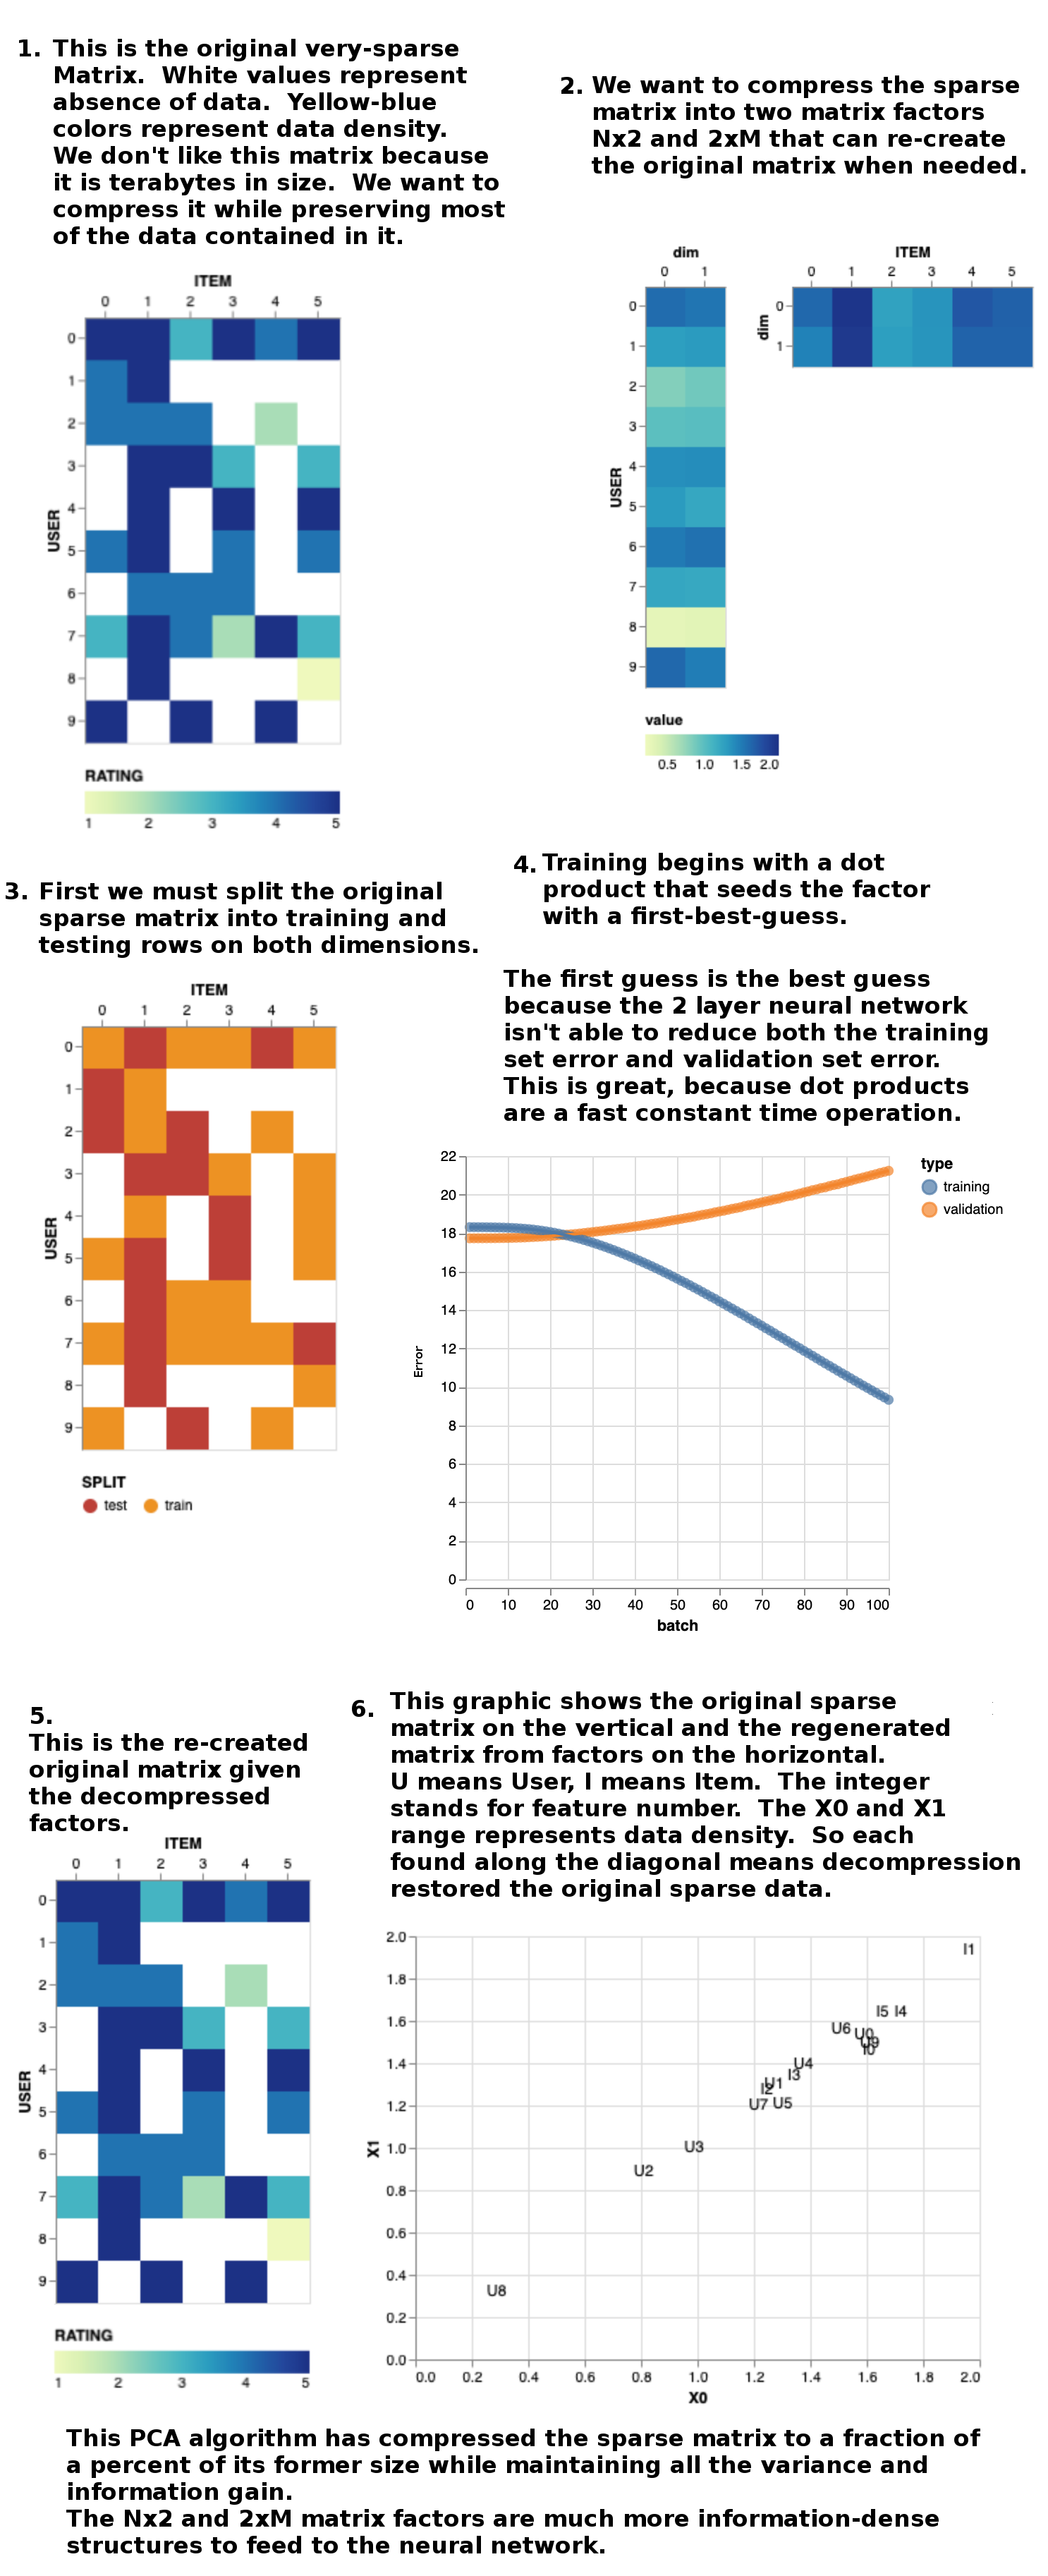 1. This is the original very-sparse
Matrix.  White values represent
absence of data.  Yellow-blue
colors represent data density.
We don't like this matrix because
it is terabytes in size.  We want to
compress it while preserving most
of the data contained in it.
2. We want to compress the sparse
matrix into two matrix factors
Nx2 and 2xM that can re-create
the original matrix when needed.
ITEM
0 1 2 3 4 5
USER
0
1
2
3
4
5
6
7
8
9
RATING
1 2 3 4 5
dim
0 1
USER
0
1
2
3
4
5
6
7
8
9
value
0.5 1.0 1.5 2.0
ITEM
0 1 2 3 4 5
dim
0
1
3. First we must split the original
sparse matrix into training and
testing rows on both dimensions.
ITEM
0 1 2 3 4 5
USER
0
1
2
3
4
5
6
7
8
9
SPLIT
test train
4. Training begins with a dot
product that seeds the factor
with a first-best-guess.
The first guess is the best guess
because the 2 layer neural network
isn't able to reduce both the training
set error and validation set error.
This is great, because dot products
are a fast constant time operation.
22
20
18
16
14
12
10
8
6
4
2
0
Error
0 10 20 30 40 50 60 70 80 90 100
batch
type
training
validation
5.
This is the re-created
original matrix given
the decompressed
factors.
ITEM
0 1 2 3 4 5
USER
0
1
2
3
4
5
6
7
8
9
RATING
1 2 3 4 5
6. This graphic shows the original sparse
matrix on the vertical and the regenerated
matrix from factors on the horizontal.
U means User, I means Item.  The integer
stands for feature number.  The X0 and X1
range represents data density.  So each
found along the diagonal means decompression
restored the original sparse data.
2.0
1.8
1.6
1.4
1.2
1.0
0.8
0.6
0.4
0.2
0.0
X1
I1
I5 I4
U6 U0
U9
I0
U4
I3
U1
I2
U7 U5
U3
U2
U8
0.0 0.2 0.4 0.6 0.8 1.0 1.2 1.4 1.6 1.8 2.0
X0
This PCA algorithm has compressed the sparse matrix to a fraction of
a percent of its former size while maintaining all the variance and
information gain.
The Nx2 and 2xM matrix factors are much more information-dense
structures to feed to the neural network.